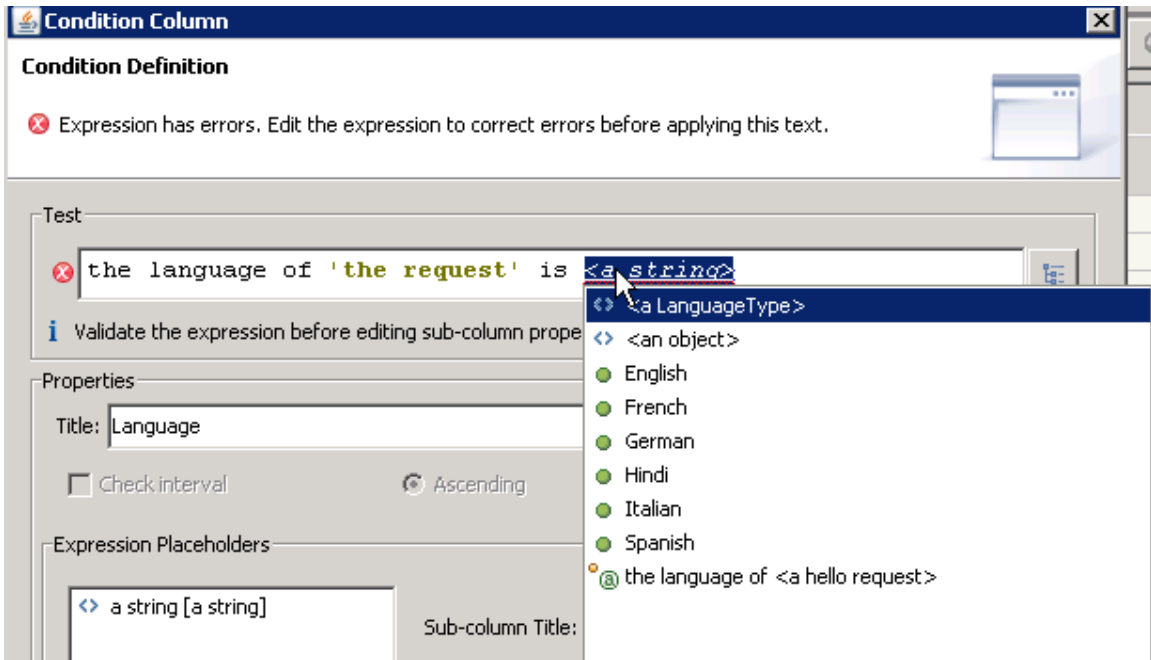 Condition Column
Condition Definition
Expression has errors. Edit the expression to correct errors before applying this text.
Test
the language of 'the request' is <a string>
<a LanguageType>
i Validate the expression before editing sub-column prope
<an object>
English
French
German
Hindi
Italian
Spanish
the language of <a hello request>
Properties
Title: Language
Check interval
Ascending
Expression Placeholders
<> a string [a string]
Sub-column Title: